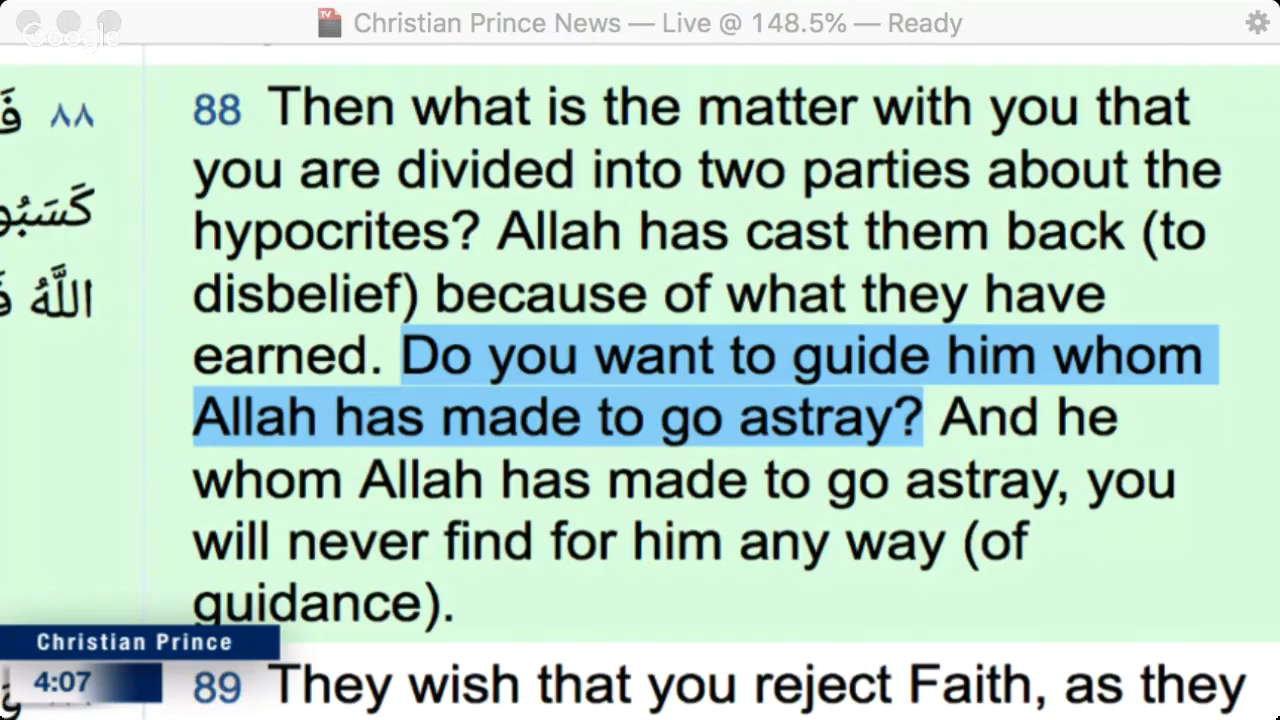 Google
TV
Christian Prince News — Live @ 148.5% — Ready
٨٨
88 Then what is the matter with you that
you are divided into two parties about the
hypocrites? Allah has cast them back (to
disbelief) because of what they have
earned. Do you want to guide him whom
Allah has made to go astray? And he
whom Allah has made to go astray, you
will never find for him any way (of
guidance).
اللَّهُ
Christian Prince
4:07
89 They wish that you reject Faith, as they